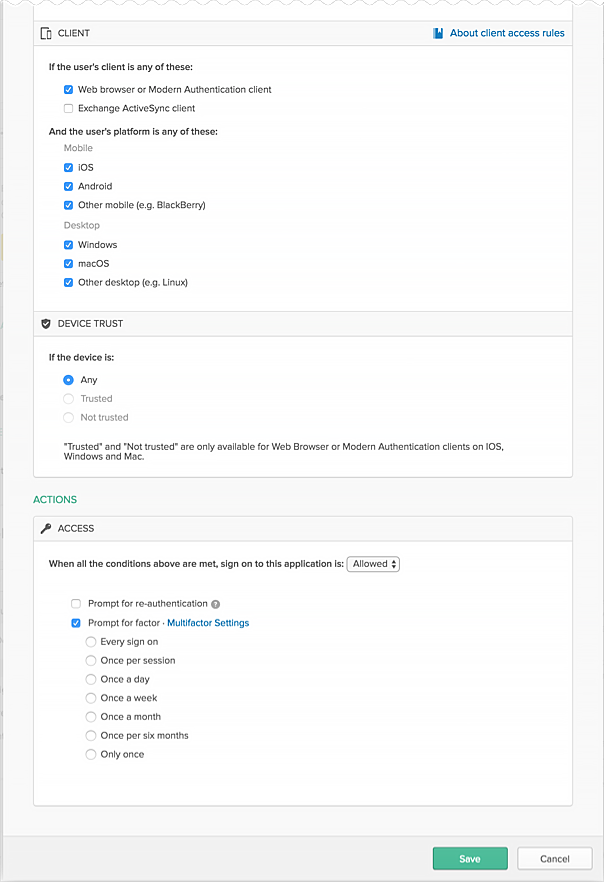 CLIENT
About client access rules
If the user's client is any of these:
Web browser or Modern Authentication client
Exchange ActiveSync client
And the user's platform is any of these:
Mobile
iOS
Android
Other mobile (e.g. BlackBerry)
Desktop
Windows
macOS
Other desktop (e.g. Linux)
DEVICE TRUST
If the device is:
Any
Trusted
Not trusted
"Trusted" and "Not trusted" are only available for Web Browser or Modern Authentication clients on IOS,
Windows and Mac.
ACTIONS
ACCESS
When all the conditions above are met, sign on to this application is: Allowed
Prompt for re-authentication ?
Prompt for factor · Multifactor Settings
Every sign on
Once per session
Once a day
Once a week
Once a month
Once per six months
Only once
Save
Cancel